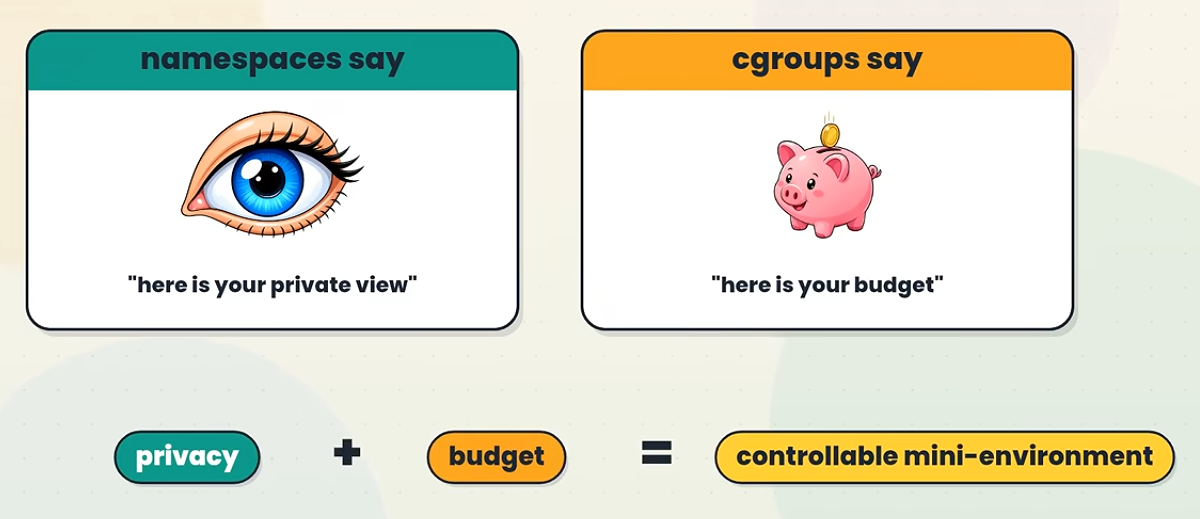 namespaces say
"here is your private view"
cgroups say
"here is your budget"
privacy + budget = controllable mini-environment